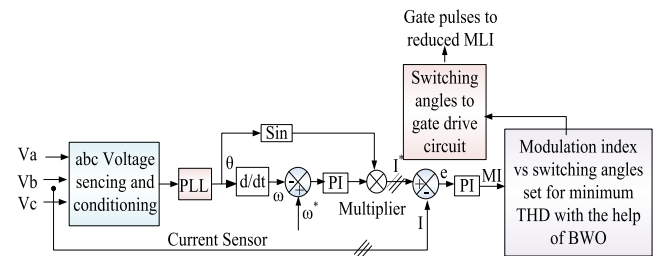 Gate pulses to
reduced MLI
Switching
angles to
gate drive
circuit
Sin
Va
Vb
Vc
abc Voltage
sencing and
conditioning
PLL
θ
d/dt
ω
-
+
ω*
PI
Multiplier
I*
+
-
I
e
PI
MI
Modulation index
vs switching angles
set for minimum
THD with the help
of BWO
Current Sensor